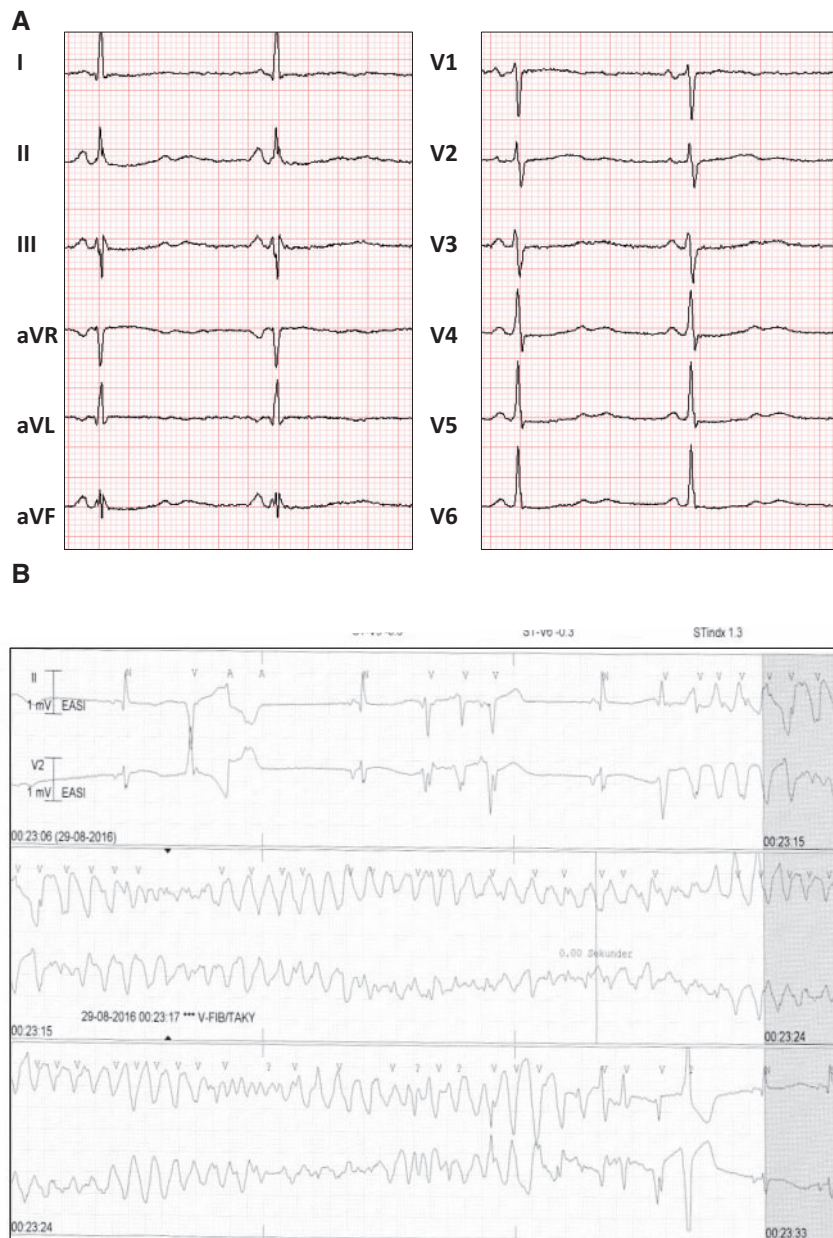 A
I
V1
II
V2
III
V3
aVR
V4
aVL
V5
aVF
V6
B
ST-V6 -0.3
STindx 1.3
N V A A N V V V N V V V V V V V
II
1 mV EASI
V2
1 mV EASI
00:23:06 (29-08-2016)
00:23:15
V V V V V V V V V V V V V V V V V V V V V V V V V
0.00 Sekunder
29-08-2016 00:23:17 *** V-FIB/TAKY
00:23:15
00:23:24
V V V V V V V V V ? V V V ? V ? V V V V V V ? N
00:23:24
00:23:33